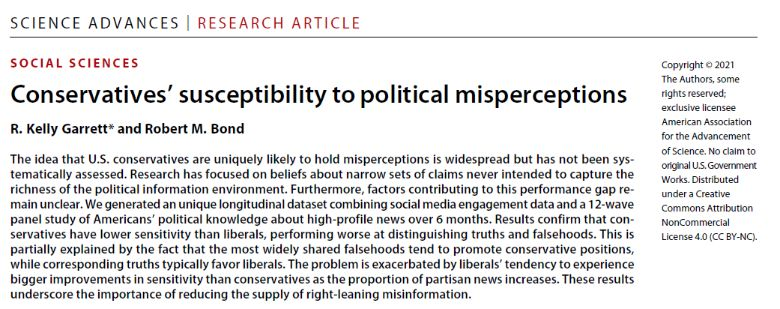 SCIENCE ADVANCES | RESEARCH ARTICLE
SOCIAL SCIENCES
Conservatives’ susceptibility to political misperceptions
R. Kelly Garrett* and Robert M. Bond
The idea that U.S. conservatives are uniquely likely to hold misperceptions is widespread but has not been sys-
tematically assessed. Research has focused on beliefs about narrow sets of claims never intended to capture the
richness of the political information environment. Furthermore, factors contributing to this performance gap re-
main unclear. We generated an unique longitudinal dataset combining social media engagement data and a 12-wave
panel study of Americans’ political knowledge about high-profile news over 6 months. Results confirm that con-
servatives have lower sensitivity than liberals, performing worse at distinguishing truths and falsehoods. This is
partially explained by the fact that the most widely shared falsehoods tend to promote conservative positions,
while corresponding truths typically favor liberals. The problem is exacerbated by liberals’ tendency to experience
bigger improvements in sensitivity than conservatives as the proportion of partisan news increases. These results
underscore the importance of reducing the supply of right-leaning misinformation.
Copyright © 2021
The Authors, some
rights reserved;
exclusive licensee
American Association
for the Advancement
of Science. No claim to
original U.S. Government
Works. Distributed
under a Creative
Commons Attribution
NonCommercial
License 4.0 (CC BY-NC).